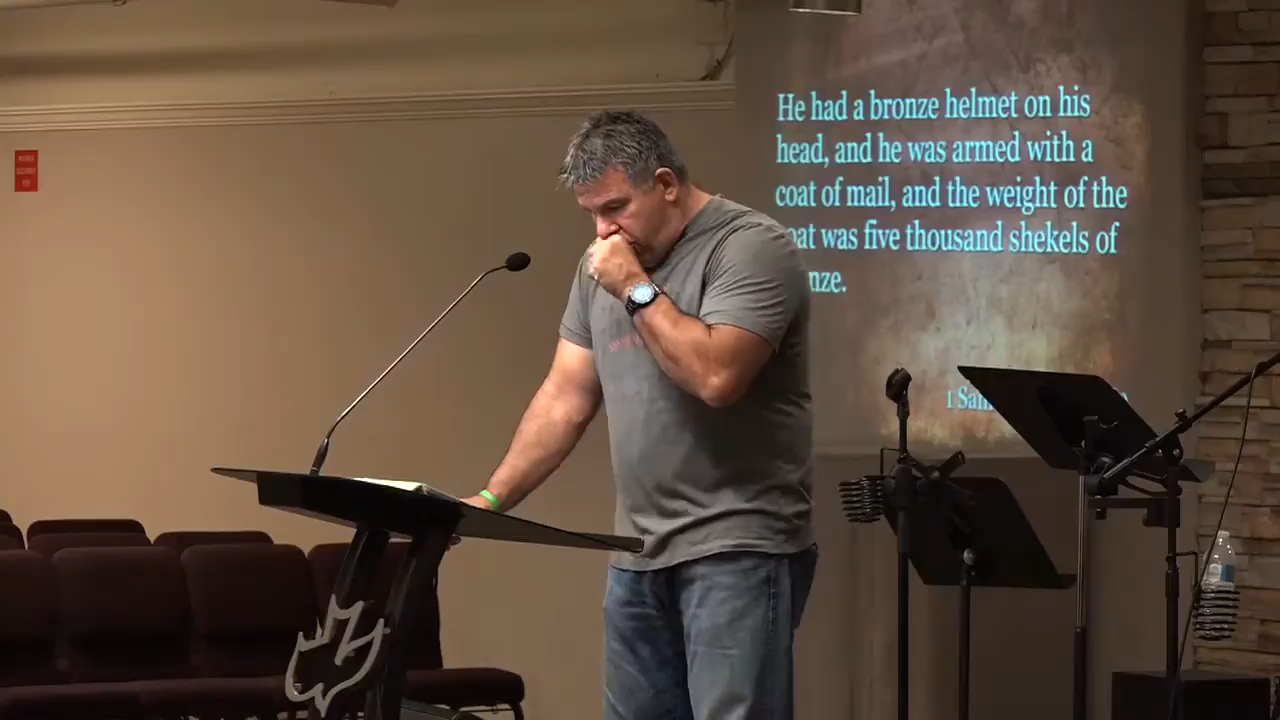 He had a bronze helmet on his
head, and he was armed with a
coat of mail, and the weight of the
oat was five thousand shekels of
nze.
1 Sam